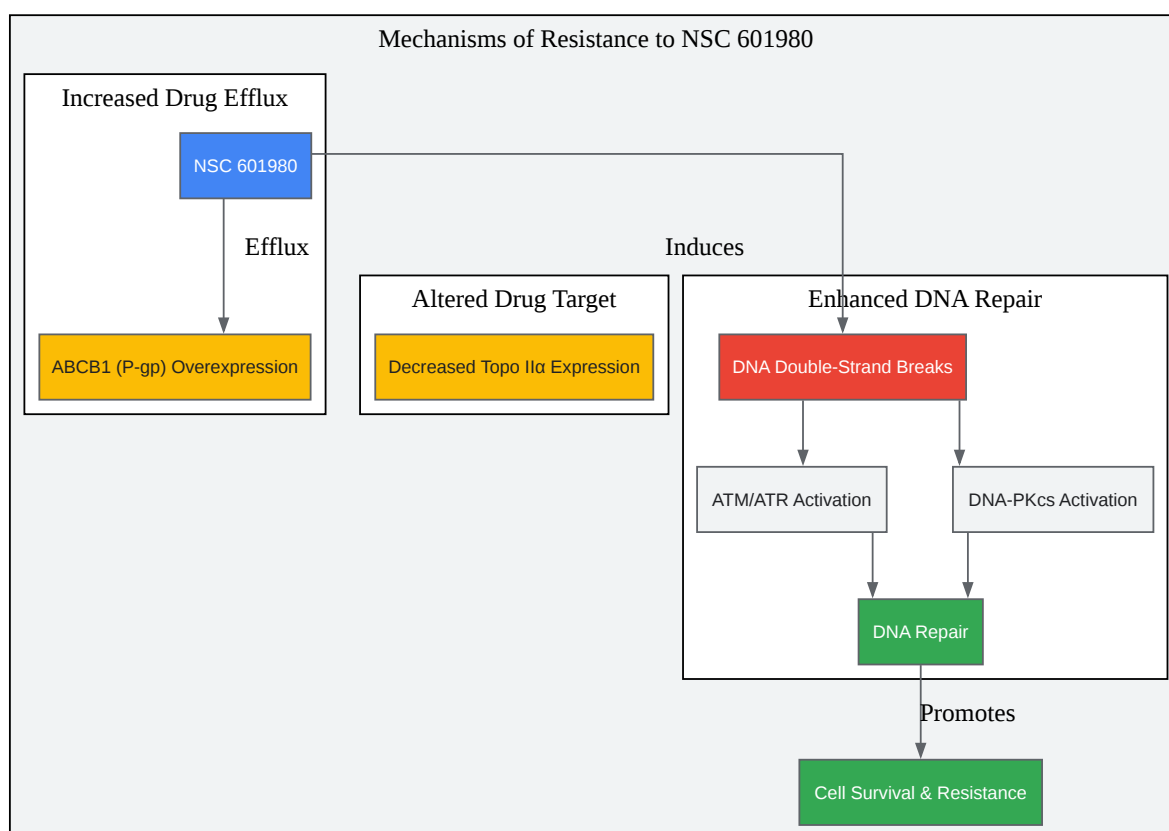 Mechanisms of Resistance to NSC 601980
Increased Drug Efflux
NSC 601980
Efflux
ABCB1 (P-gp) Overexpression
Altered Drug Target
Decreased Topo IIα Expression
Induces
Enhanced DNA Repair
DNA Double-Strand Breaks
ATM/ATR Activation
DNA-PKcs Activation
DNA Repair
Promotes
Cell Survival & Resistance